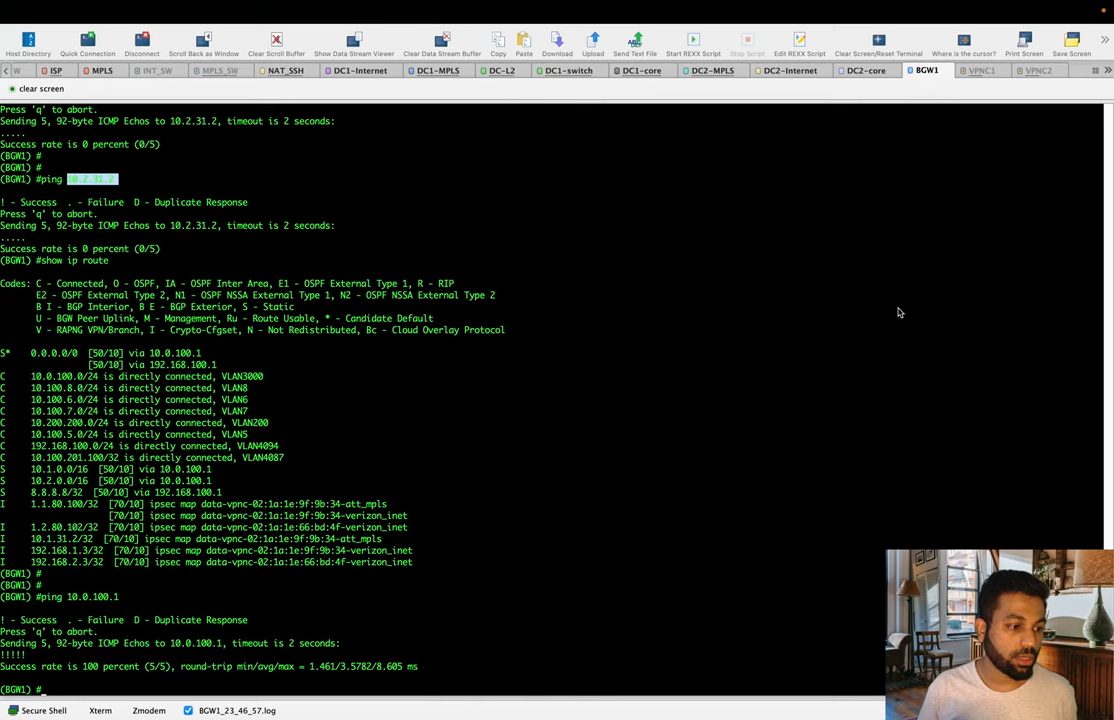 Host Directory Quick Connection Disconnect Scroll Back as Window Clear Scroll Buffer Show Data Stream Viewer Clear Data Stream Buffer Copy Paste Download Upload Send Text File Start REXX Script Stop Script Edit REXX Script Clear Screen/Reset Terminal Where is the cursor? Print Screen Save Screen
W ISP MPLS INT_SW MPLS_SW NAT_SSH DC1-Internet DC1-MPLS DC-L2 DC1-switch DC1-core DC2-MPLS DC2-Internet DC2-core BGW1 VPNC1 VPNC2
clear screen
Press 'q' to abort.
Sending 5, 92-byte ICMP Echos to 10.2.31.2, timeout is 2 seconds:
.....
Success rate is 0 percent (0/5)
(BGW1) #
(BGW1) #
(BGW1) #ping 10.2.31.2
! - Success . - Failure D - Duplicate Response
Press 'q' to abort.
Sending 5, 92-byte ICMP Echos to 10.2.31.2, timeout is 2 seconds:
.....
Success rate is 0 percent (0/5)
(BGW1) #show ip route
Codes: C - Connected, O - OSPF, IA - OSPF Inter Area, E1 - OSPF External Type 1, R - RIP
E2 - OSPF External Type 2, N1 - OSPF NSSA External Type 1, N2 - OSPF NSSA External Type 2
B I - BGP Interior, B E - BGP Exterior, S - Static
U - BGW Peer Uplink, M - Management, Ru - Route Usable, * - Candidate Default
V - RAPNG VPN/Branch, I - Crypto-Cfgset, N - Not Redistributed, Bc - Cloud Overlay Protocol
S* 0.0.0.0/0 [50/10] via 10.0.100.1
[50/10] via 192.168.100.1
C 10.0.100.0/24 is directly connected, VLAN3000
C 10.100.8.0/24 is directly connected, VLAN8
C 10.100.6.0/24 is directly connected, VLAN6
C 10.100.7.0/24 is directly connected, VLAN7
C 10.200.200.0/24 is directly connected, VLAN200
C 10.100.5.0/24 is directly connected, VLAN5
C 192.168.100.0/24 is directly connected, VLAN4094
C 10.100.201.100/32 is directly connected, VLAN4087
S 10.1.0.0/16 [50/10] via 10.0.100.1
S 10.2.0.0/16 [50/10] via 10.0.100.1
S 8.8.8.8/32 [50/10] via 192.168.100.1
I 1.1.80.100/32 [70/10] ipsec map data-vpnc-02:1a:1e:9f:9b:34-att_mpls
[70/10] ipsec map data-vpnc-02:1a:1e:9f:9b:34-verizon_inet
I 1.2.80.102/32 [70/10] ipsec map data-vpnc-02:1a:1e:66:bd:4f-verizon_inet
I 10.1.31.2/32 [70/10] ipsec map data-vpnc-02:1a:1e:9f:9b:34-att_mpls
I 192.168.1.3/32 [70/10] ipsec map data-vpnc-02:1a:1e:9f:9b:34-verizon_inet
I 192.168.2.3/32 [70/10] ipsec map data-vpnc-02:1a:1e:66:bd:4f-verizon_inet
(BGW1) #
(BGW1) #
(BGW1) #ping 10.0.100.1
! - Success . - Failure D - Duplicate Response
Press 'q' to abort.
Sending 5, 92-byte ICMP Echos to 10.0.100.1, timeout is 2 seconds:
!!!!!
Success rate is 100 percent (5/5), round-trip min/avg/max = 1.461/3.5782/8.605 ms
(BGW1) #
Secure Shell Xterm Zmodem BGW1_23_46_57.log